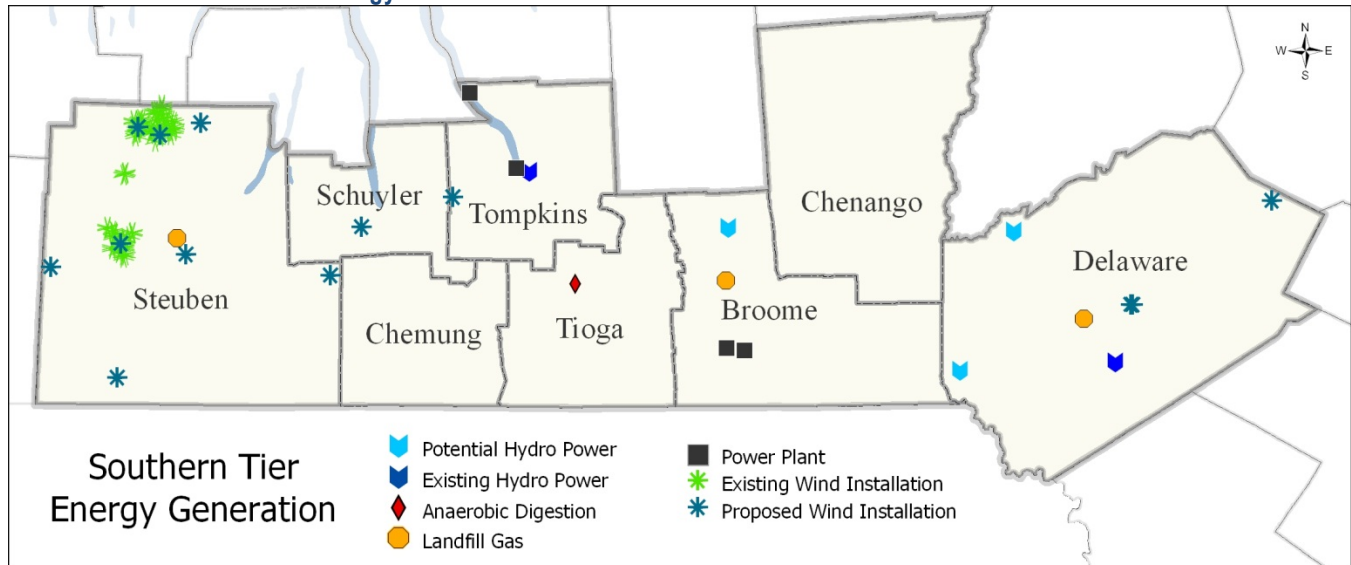 gy
N
W E
S
Schuyler
Tompkins
Chenango
Delaware
Steuben
Chemung
Tioga
Broome
Southern Tier
Energy Generation
Potential Hydro Power
Existing Hydro Power
Anaerobic Digestion
Landfill Gas
Power Plant
Existing Wind Installation
Proposed Wind Installation